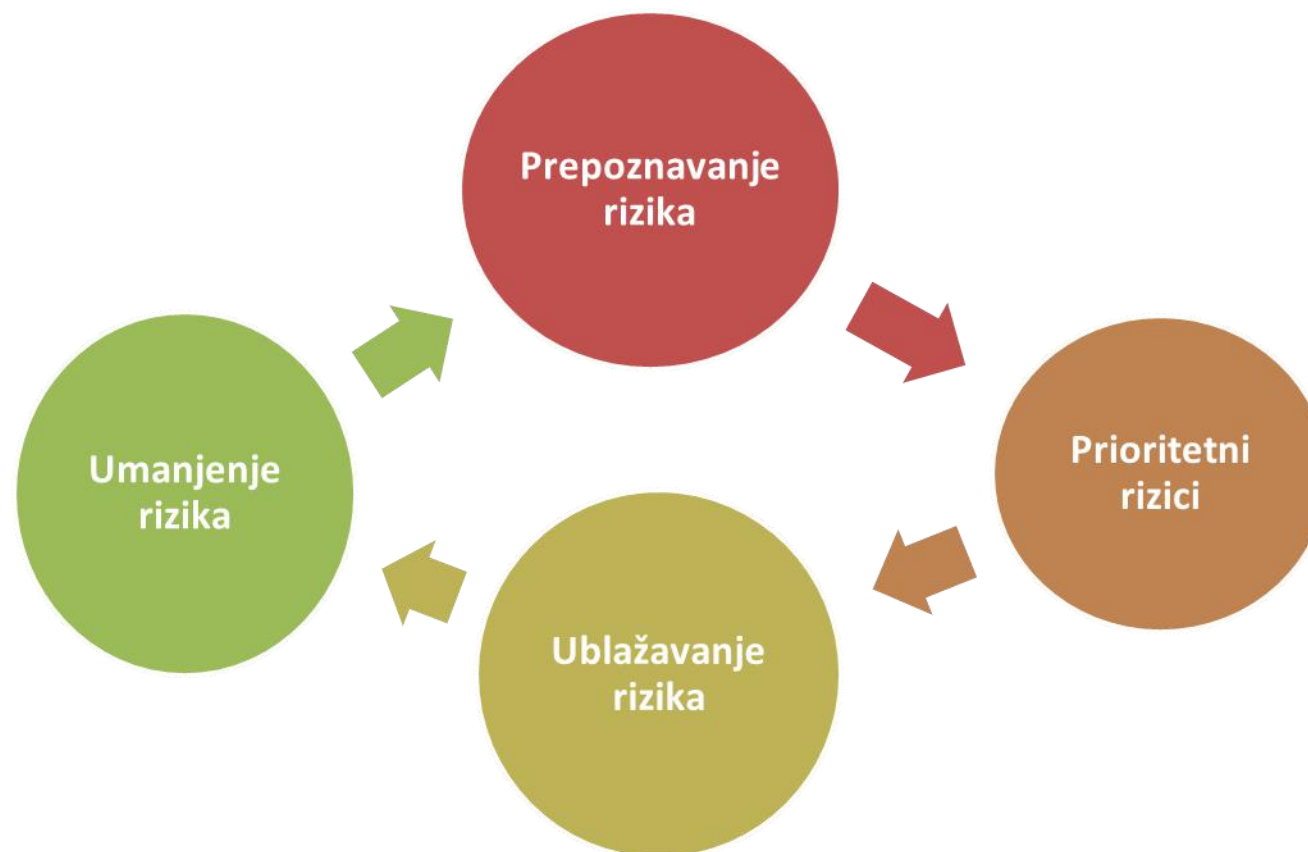 Prepoznavanje
rizika
Prioritetni
rizici
Ublažavanje
rizika
Umanjenje
rizika